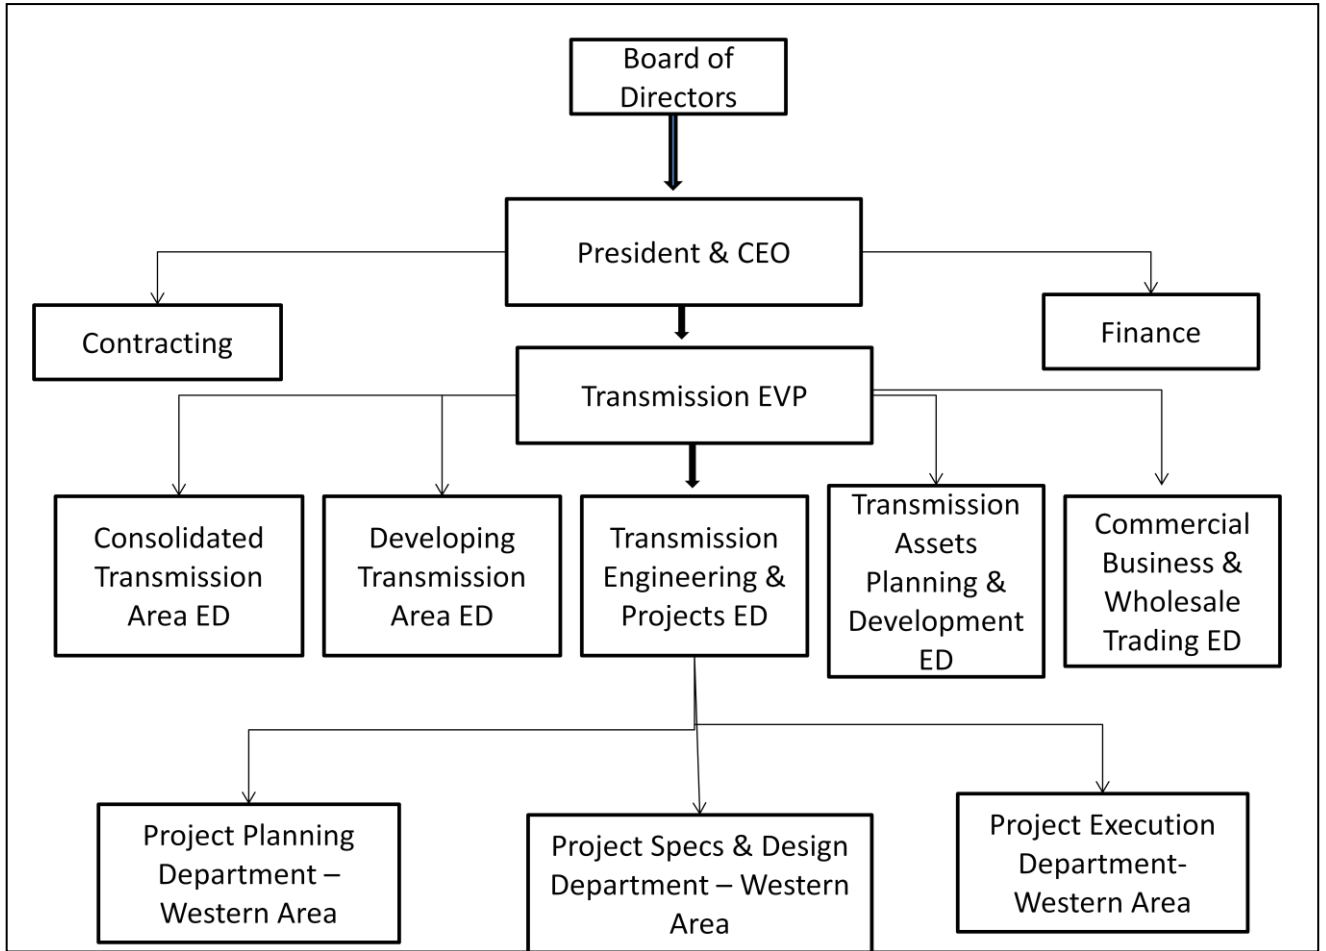 Board of
Directors
President & CEO
Contracting
Finance
Transmission EVP
Consolidated
Transmission
Area ED
Developing
Transmission
Area ED
Transmission
Engineering &
Projects ED
Transmission
Assets
Planning &
Development
ED
Commercial
Business &
Wholesale
Trading ED
Project Planning
Department –
Western Area
Project Specs & Design
Department – Western
Area
Project Execution
Department-
Western Area